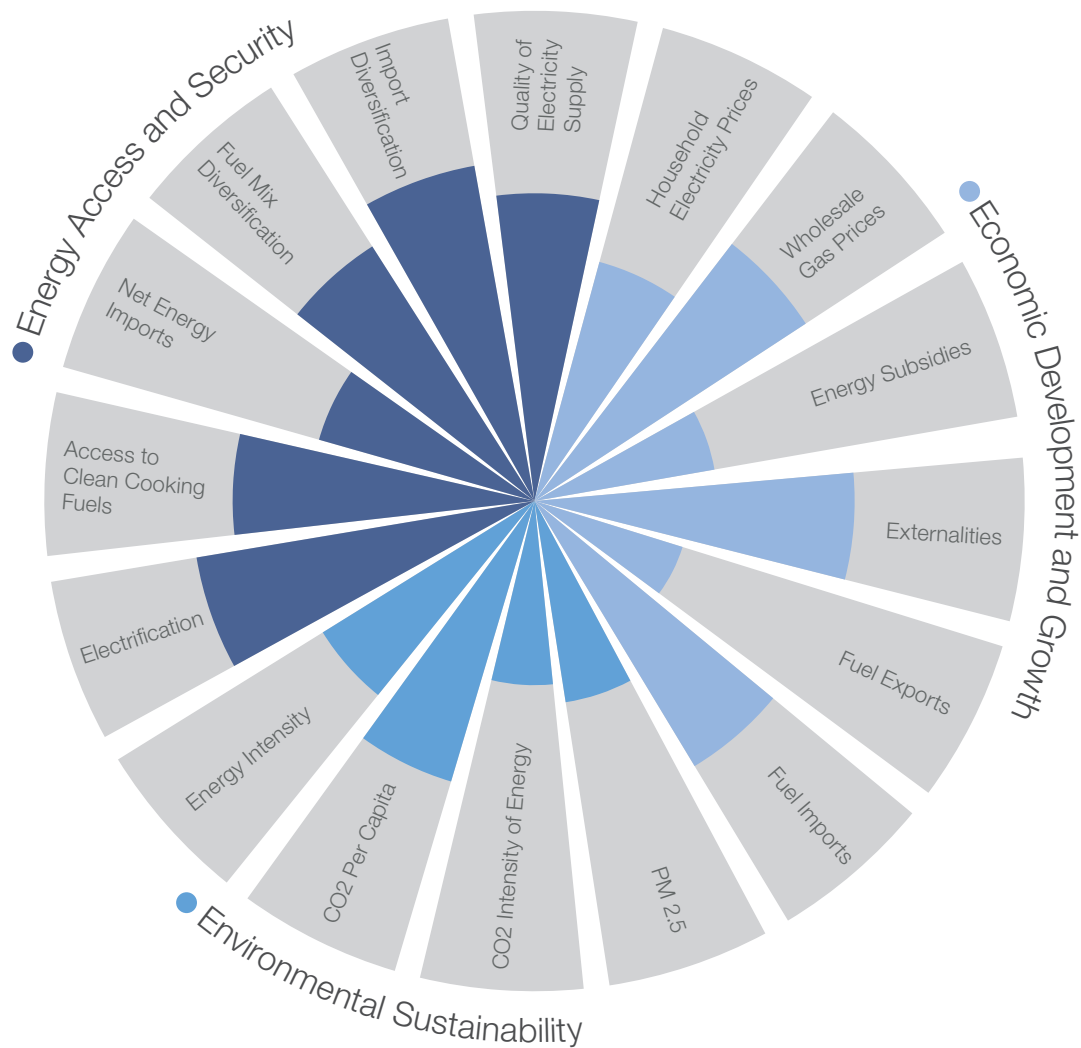 Energy Access and Security
Import
Diversification
Quality of
Electricity
Supply
Household
Electricity Prices
Wholesale
Gas Prices
Energy Subsidies
Economic Development and Growth
Externalities
Fuel Exports
Fuel Imports
PM 2.5
CO2 Intensity of Energy
CO2 Per Capita
Energy Intensity
Environmental Sustainability
Electrification
Access to
Clean Cooking
Fuels
Net Energy
Imports
Fuel Mix
Diversification